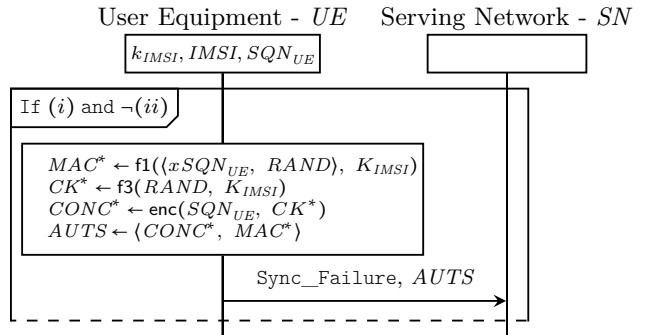 User Equipment - UE
Serving Network - SN
k_IMSI, IMSI, SQN_UE
If (i) and ¬(ii)
MAC* ← f1(⟨xSQN_UE, RAND⟩, K_IMSI)
CK* ← f3(RAND, K_IMSI)
CONC* ← enc(SQN_UE, CK*)
AUTS ← ⟨CONC*, MAC*⟩
Sync_Failure, AUTS